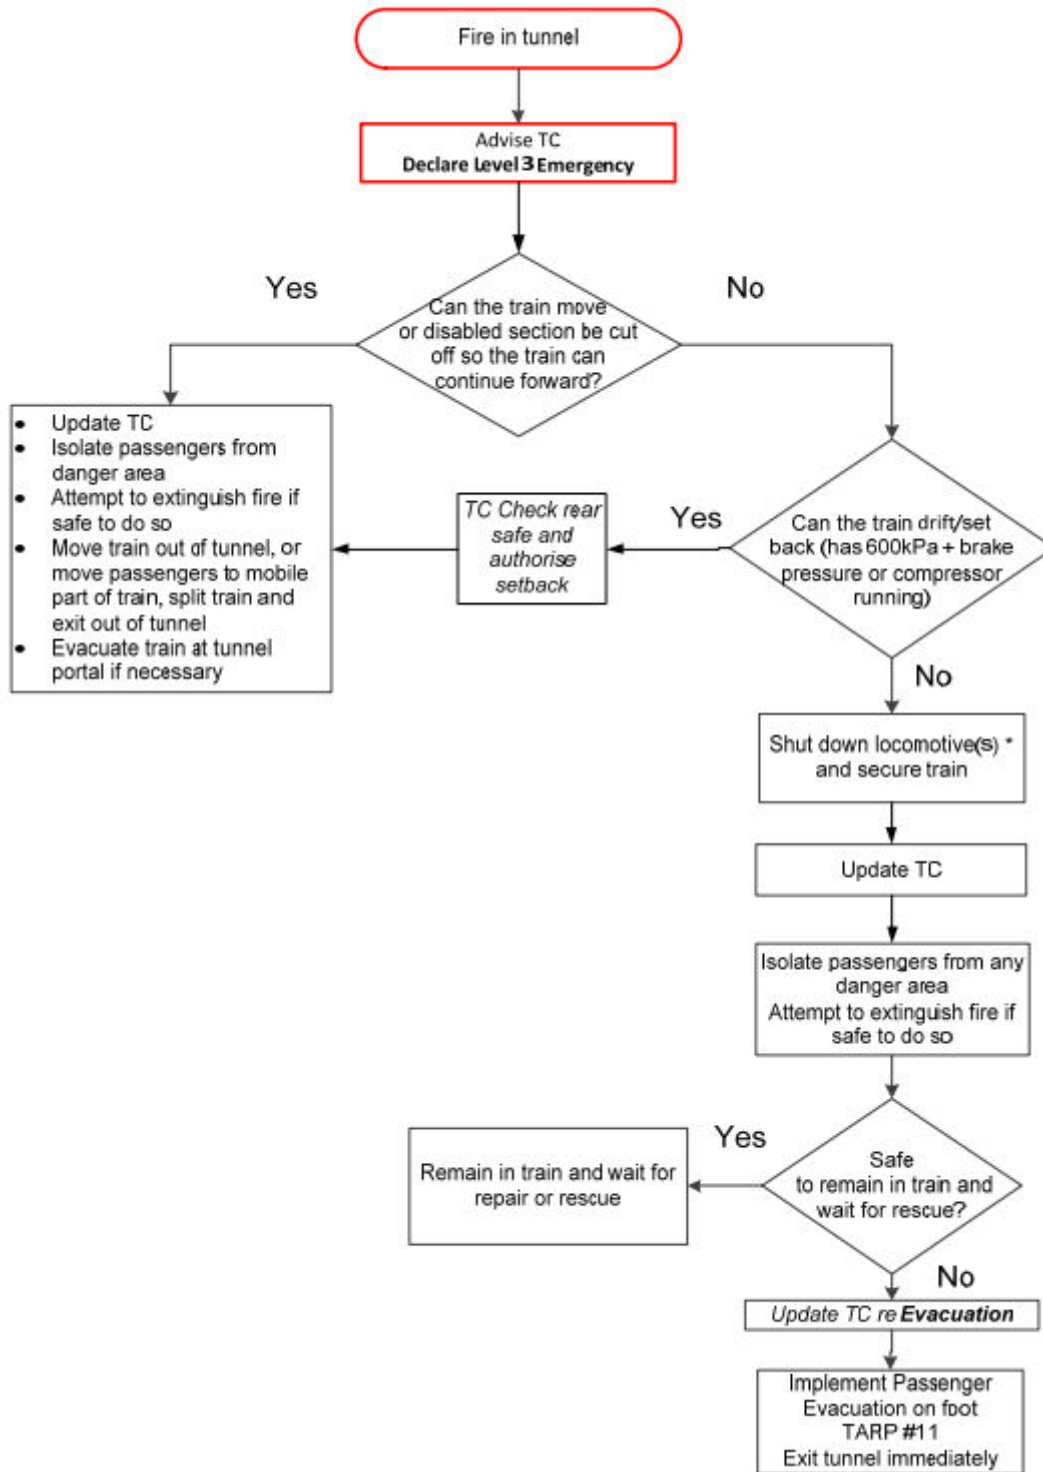 Fire in tunnel
Advise TC
Declare Level 3 Emergency
Yes
No
Can the train move
or disabled section be cut
off so the train can
continue forward?
• Update TC
• Isolate passengers from
danger area
• Attempt to extinguish fire if
safe to do so
• Move train out of tunnel, or
move passengers to mobile
part of train, split train and
exit out of tunnel
• Evacuate train at tunnel
portal if necessary
TC Check rear
safe and
authorise
setback
Yes
Can the train drift/set
back (has 600kPa + brake
pressure or compressor
running)
No
Shut down locomotive(s) *
and secure train
Update TC
Isolate passengers from any
danger area
Attempt to extinguish fire if
safe to do so
Yes
Remain in train and wait for
repair or rescue
Safe
to remain in train and
wait for rescue?
No
Update TC re Evacuation
Implement Passenger
Evacuation on foot
TARP #11
Exit tunnel immediately